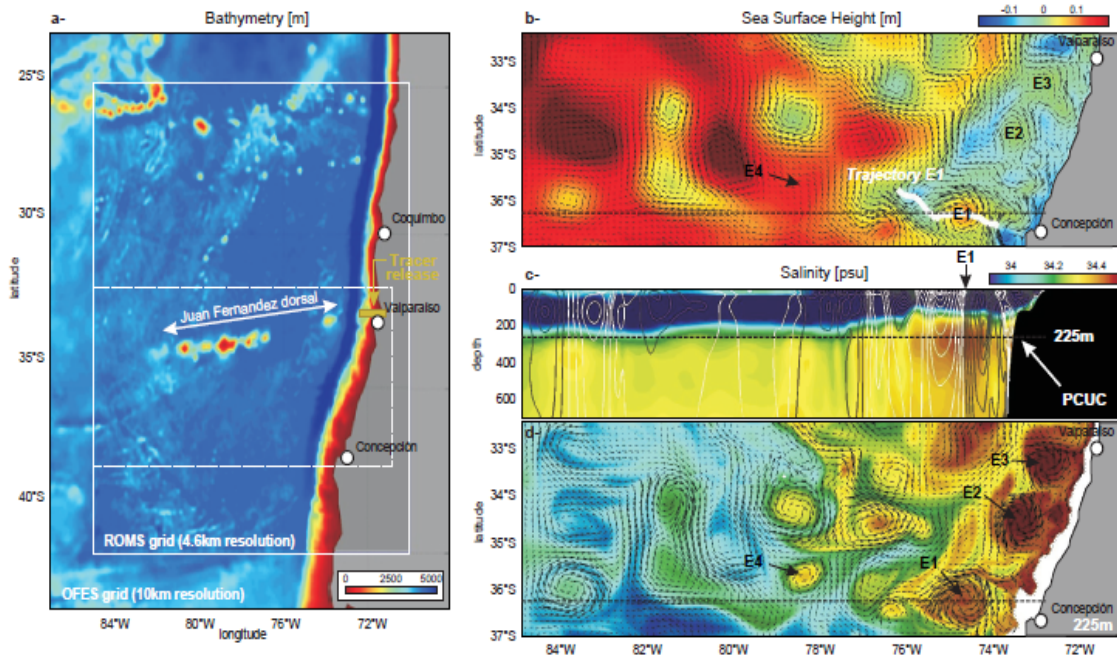 a-
Bathymetry [m]
25°S
30°S
35°S
40°S
latitude
Coquimbo
Tracer
release
Juan Fernandez dorsal
Valparaiso
Concepción
ROMS grid (4.6km resolution)
OFES grid (10km resolution)
0 2500 5000
84°W 80°W 76°W 72°W
longitude
b-
Sea Surface Height [m]
-0.1 0 0.1
Valparaiso
33°S
34°S
35°S
36°S
37°S
latitude
E3
E2
E4
Trajectory E1
E1
Concepción
c-
Salinity [psu]
E1
34 34.2 34.4
0
200
400
600
depth
225m
PCUC
d-
Valparaiso
33°S
34°S
35°S
36°S
37°S
latitude
E3
E2
E1
E4
Concepción
225m
84°W 82°W 80°W 78°W 76°W 74°W 72°W